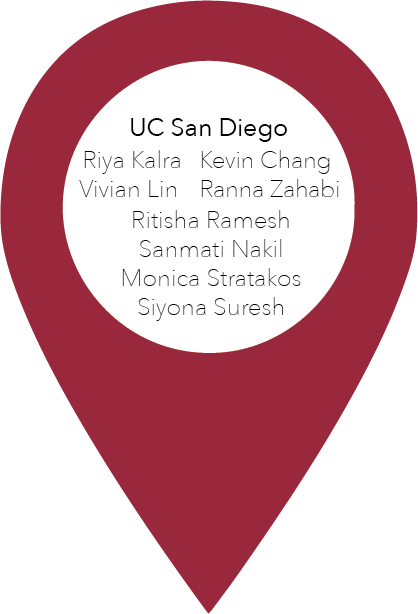 UC San Diego
Riya Kalra Kevin Chang
Vivian Lin Ranna Zahabi
Ritisha Ramesh
Sanmati Nakil
Monica Stratakos
Siyona Suresh